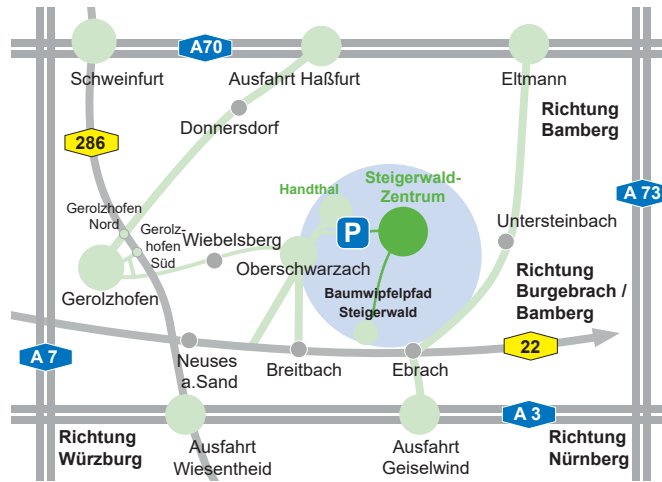 A70
Schweinfurt
Ausfahrt Haßfurt
Eltmann
Richtung
Bamberg
Donnersdorf
286
Handthal
Steigerwald-
Zentrum
A 73
Gerolzhofen
Nord
Gerolz-
hofen
Süd
Wiebelsberg
P
Untersteinbach
Oberschwarzach
Gerolzhofen
Baumwipfelpfad
Steigerwald
Richtung
Burgebrach /
Bamberg
A 7
Neuses
a.Sand
Breitbach
Ebrach
22
A 3
Richtung
Würzburg
Ausfahrt
Wiesentheid
Ausfahrt
Geiselwind
Richtung
Nürnberg